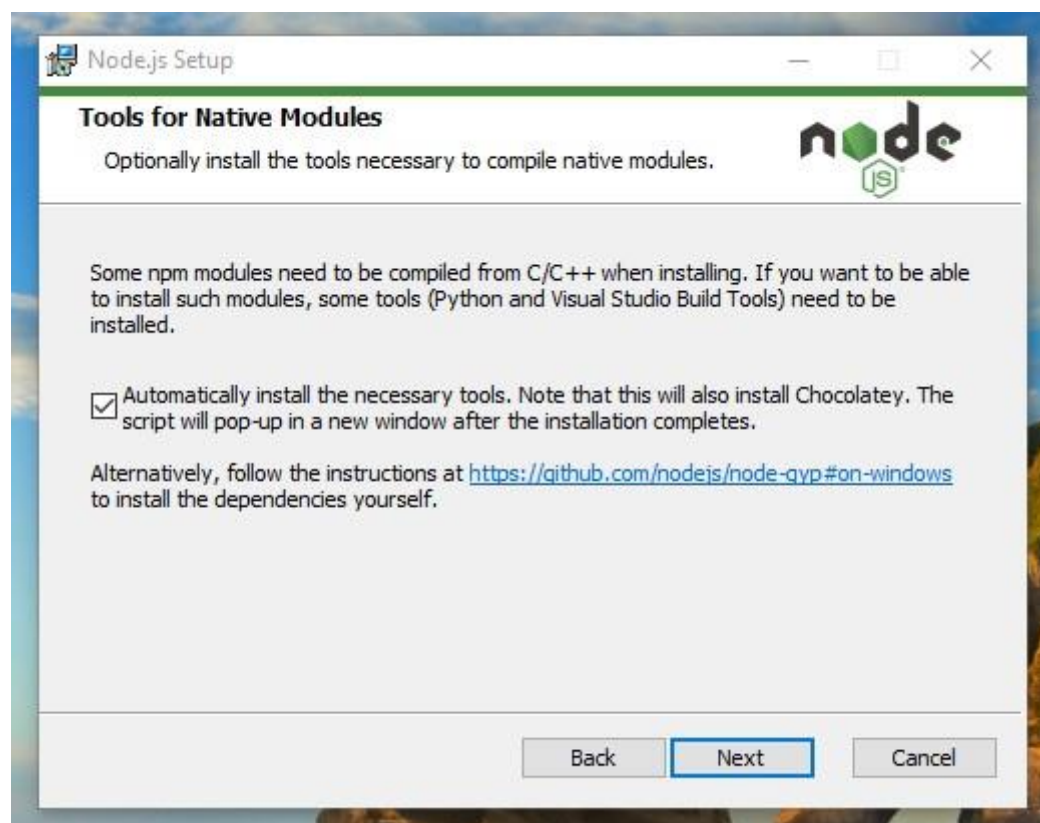 Node.js Setup
Tools for Native Modules
Optionally install the tools necessary to compile native modules.
node
JS
Some npm modules need to be compiled from C/C++ when installing. If you want to be able
to install such modules, some tools (Python and Visual Studio Build Tools) need to be
installed.
Automatically install the necessary tools. Note that this will also install Chocolatey. The
script will pop-up in a new window after the installation completes.
Alternatively, follow the instructions at https://github.com/nodejs/node-gyp#on-windows
to install the dependencies yourself.
Back
Next
Cancel